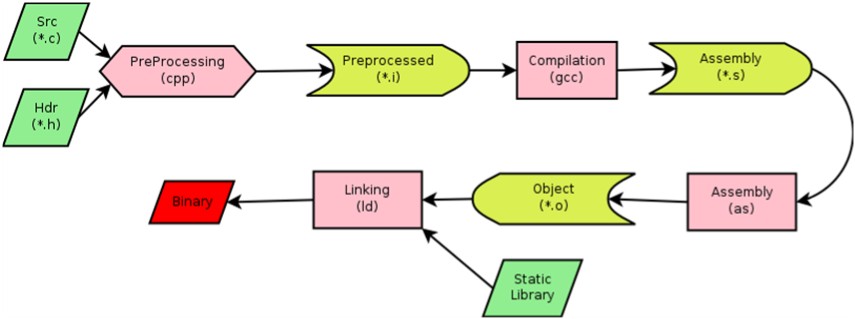 Src
(*.c)
Hdr
(*.h)
PreProcessing
(cpp)
Preprocessed
(*.i)
Compilation
(gcc)
Assembly
(*.s)
Assembly
(as)
Object
(*.o)
Linking
(ld)
Binary
Static
Library